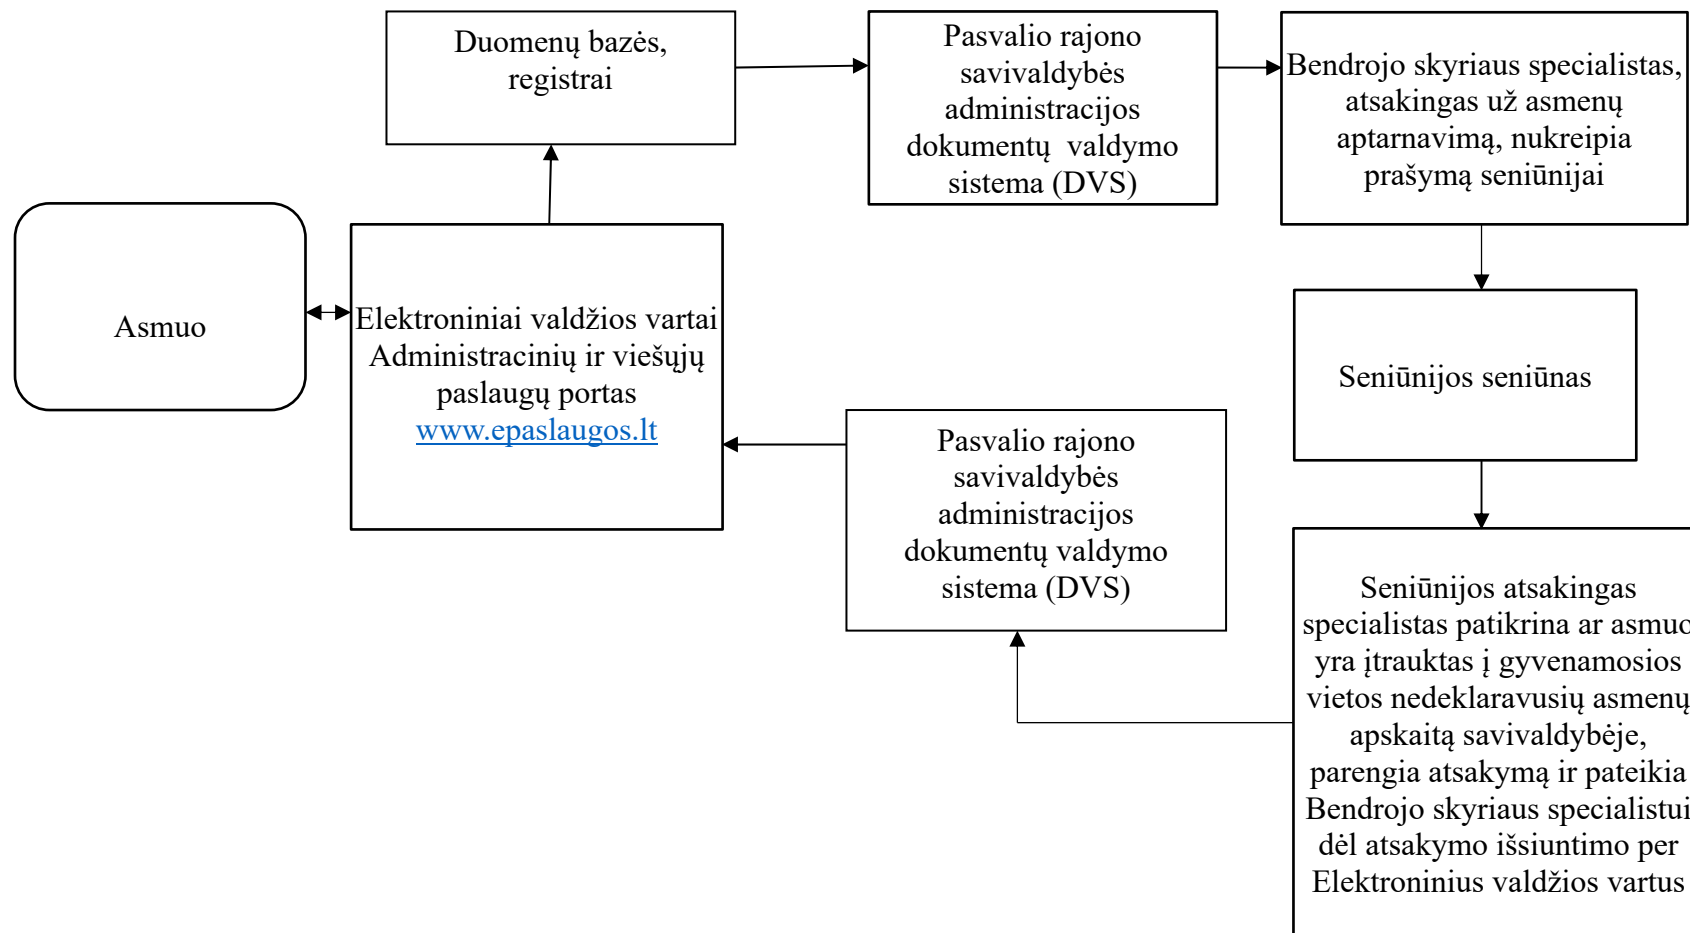 Duomenų bazės,
registrai
Pasvalio rajono
savivaldybės
administracijos
dokumentų valdymo
sistema (DVS)
Bendrojo skyriaus specialistas,
atsakingas už asmenų
aptarnavimą, nukreipia
prašymą seniūnijai
Asmuo
Elektroniniai valdžios vartai
Administracinių ir viešųjų
paslaugų portas
www.epaslaugos.lt
Seniūnijos seniūnas
Pasvalio rajono
savivaldybės
administracijos
dokumentų valdymo
sistema (DVS)
Seniūnijos atsakingas
specialistas patikrina ar asmuo
yra įtrauktas į gyvenamosios
vietos nedeklaravusių asmenų
apskaitą savivaldybėje,
parengia atsakymą ir pateikia
Bendrojo skyriaus specialistui
dėl atsakymo išsiuntimo per
Elektroninius valdžios vartus